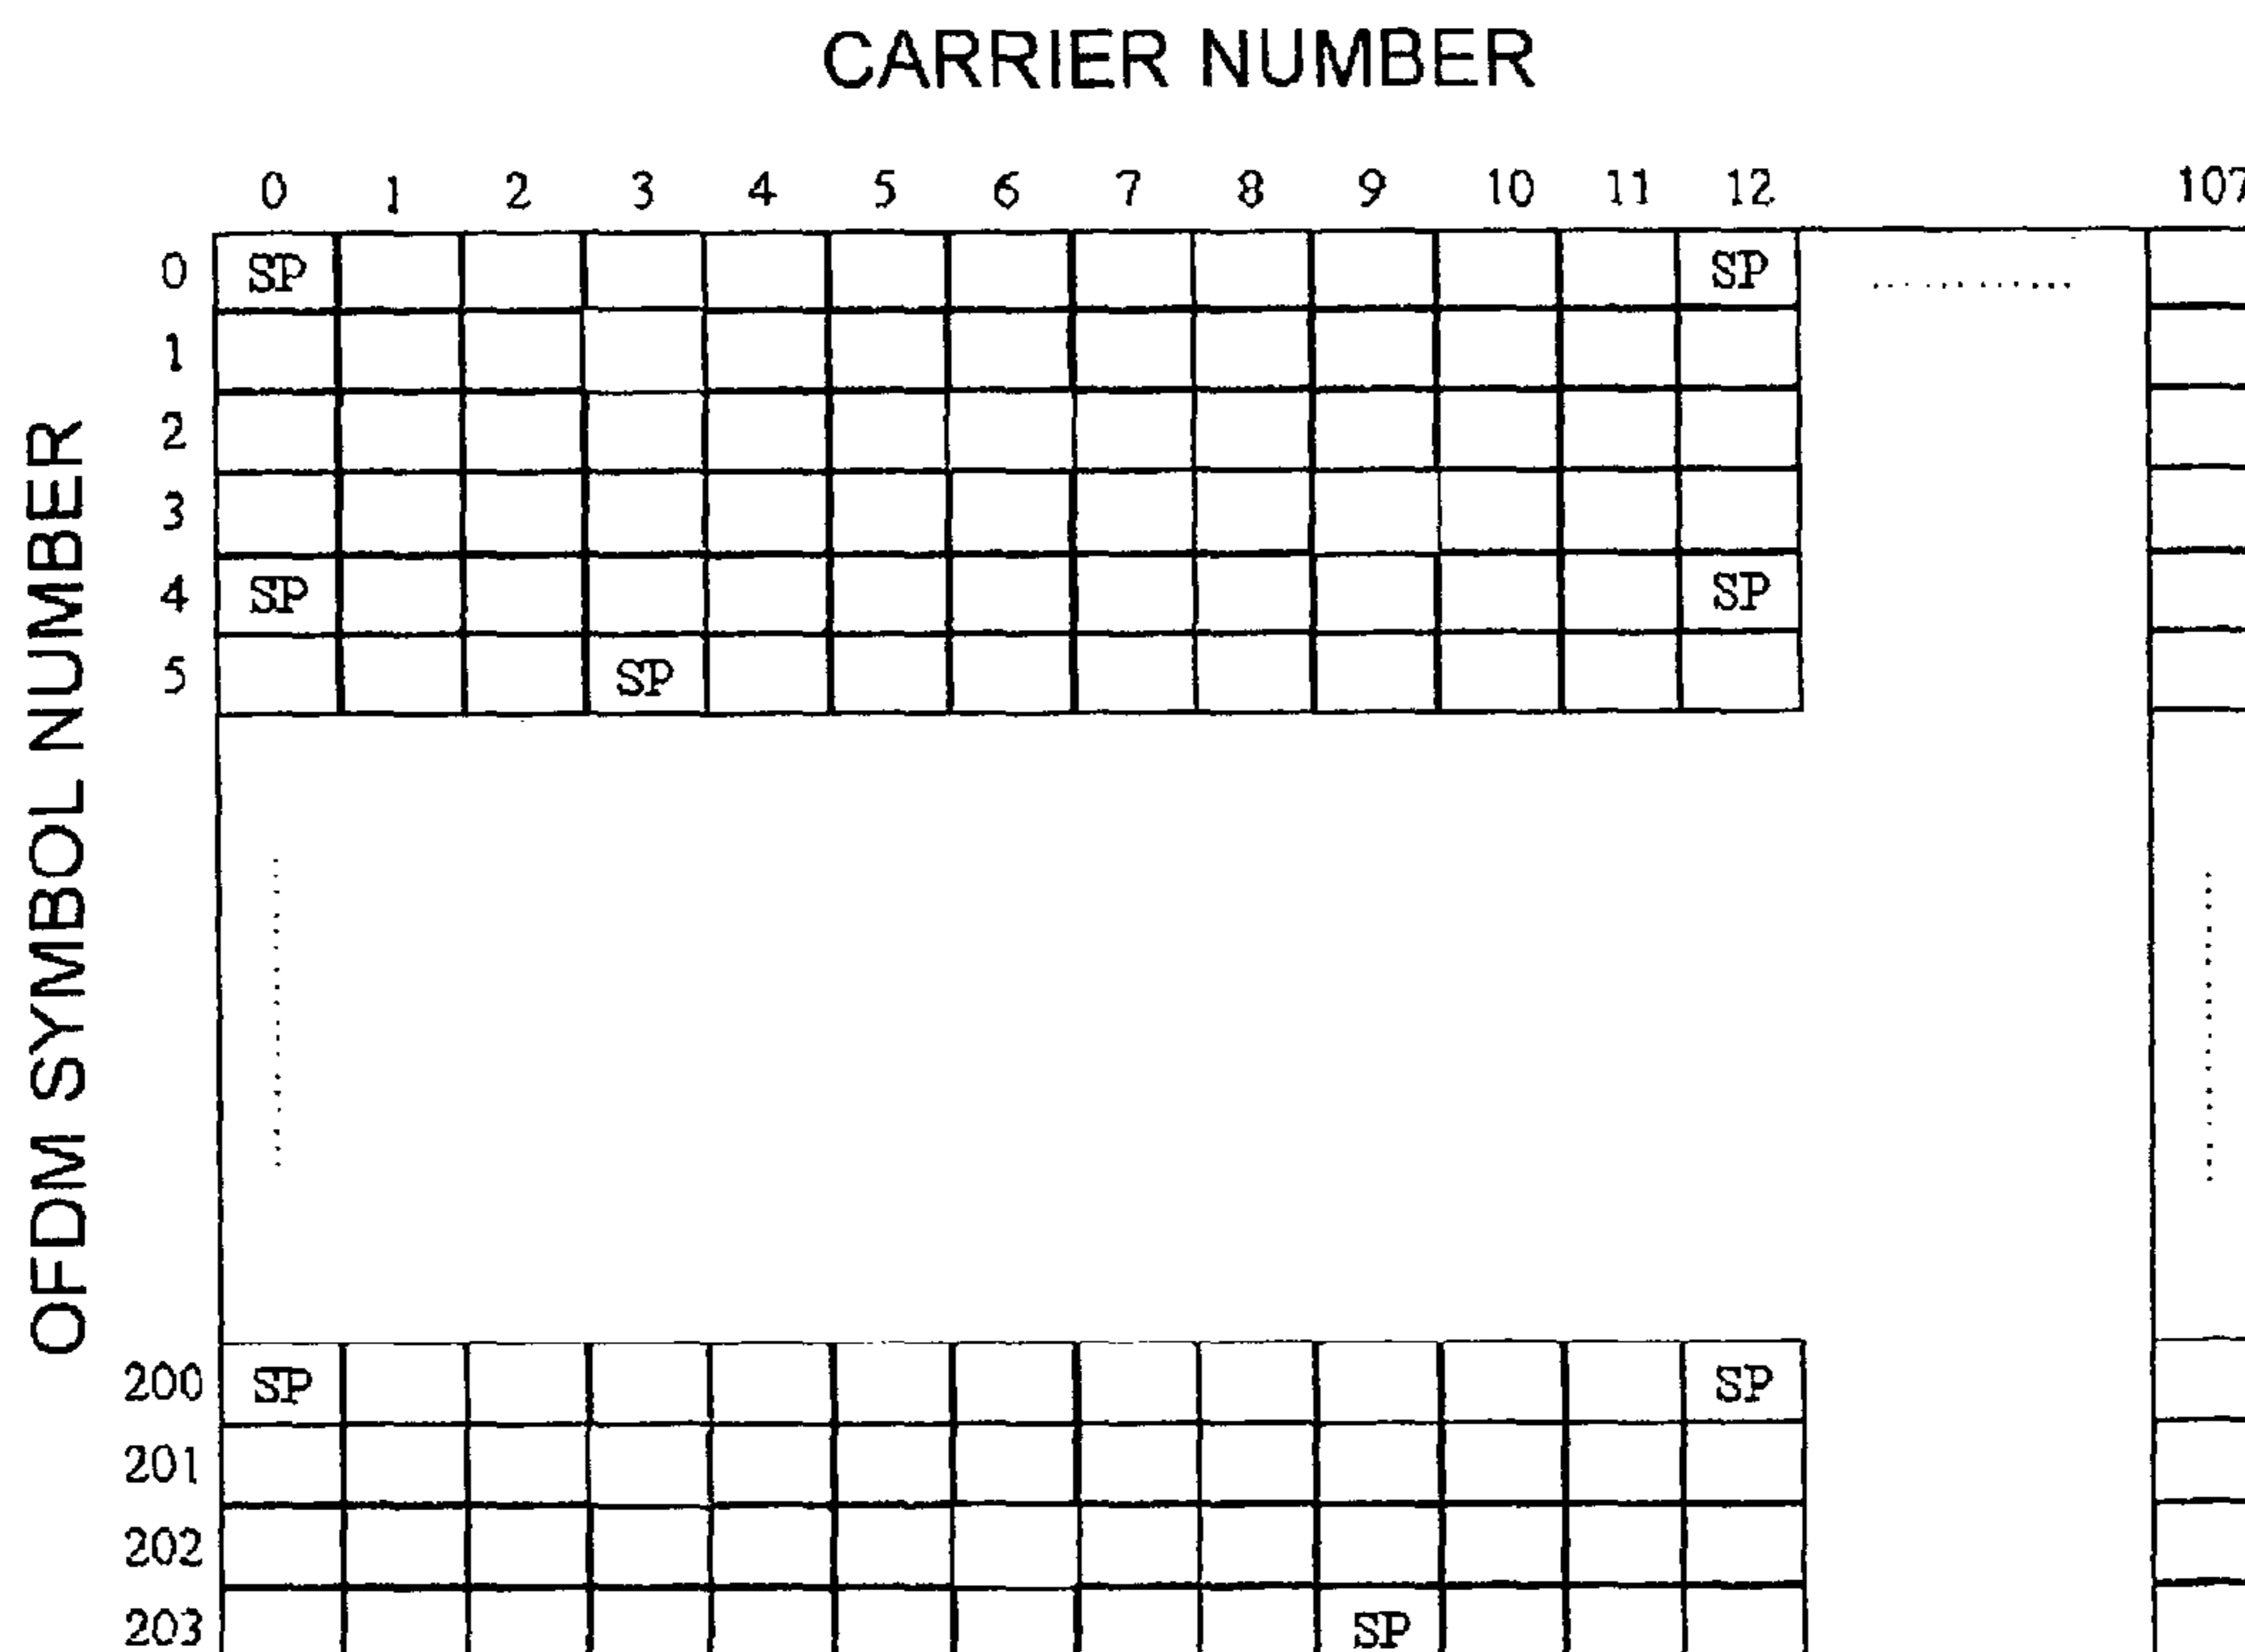 CARRIER NUMBER
0 1 2 3 4 5 6 7 8 9 10 11 12 107
0 SP SP
1
2
3
4 SP SP
5 SP
OFDM SYMBOL NUMBER
200 SP SP
201
202
203 SP